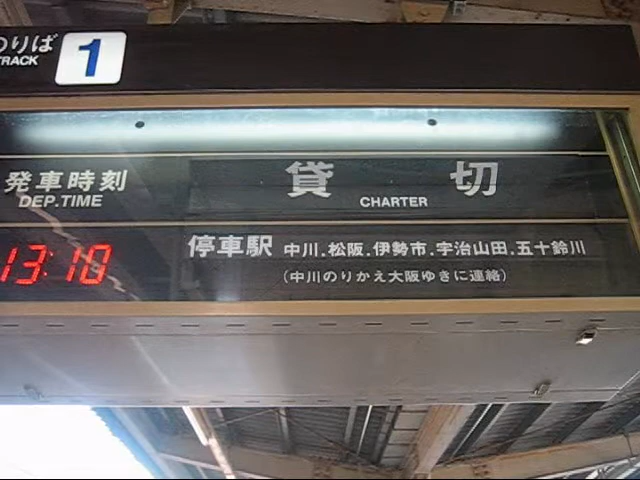 のりば 1
TRACK
発車時刻 貸切
DEP.TIME CHARTER
13:10 停車駅 中川.松阪.伊勢市.宇治山田.五十鈴川
(中川のりかえ大阪ゆきに連絡)